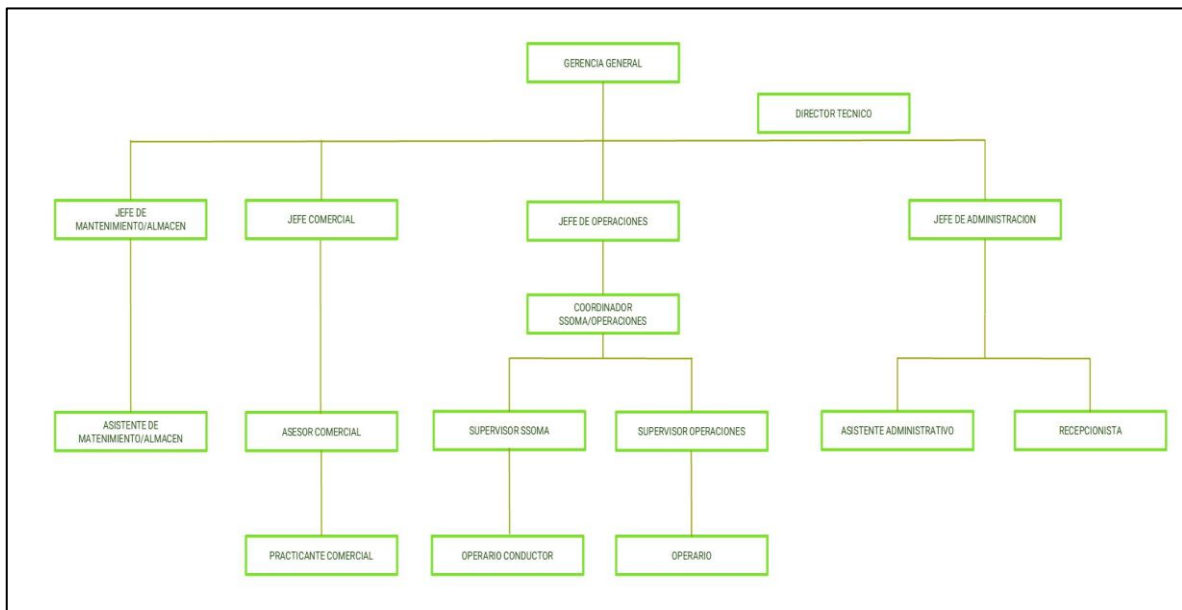 GERENCIA GENERAL
DIRECTOR TECNICO
JEFE DE
MANTENIMIENTO/ALMACEN
JEFE COMERCIAL
JEFE DE OPERACIONES
JEFE DE ADMINISTRACION
COORDINADOR
SSOMA/OPERACIONES
ASISTENTE DE
MATENIMIENTO/ALMACEN
ASESOR COMERCIAL
SUPERVISOR SSOMA
SUPERVISOR OPERACIONES
ASISTENTE ADMINISTRATIVO
RECEPCIONISTA
PRACTICANTE COMERCIAL
OPERARIO CONDUCTOR
OPERARIO